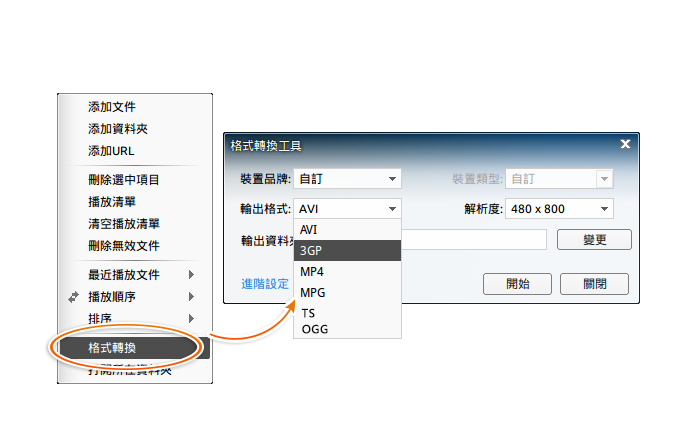 添加文件
添加資料夾
添加URL
刪除選中項目
播放清單
清空播放清單
刪除無效文件
最近播放文件
播放順序
排序
格式轉換
打開所在資料夾
格式轉換工具
裝置品牌: 自訂 裝置類型: 自訂
輸出格式: AVI 解析度: 480 x 800
輸出資料夾 變更
進階設定 開始 關閉
AVI
3GP
MP4
MPG
TS
OGG